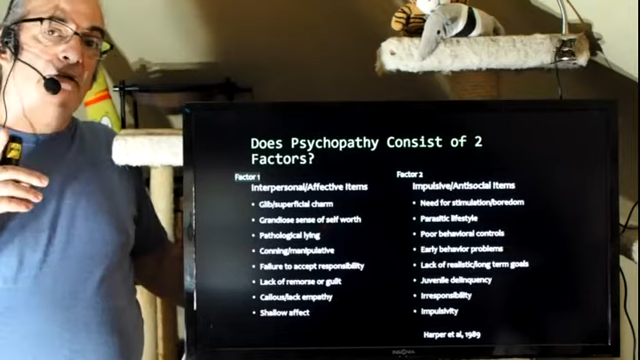 Does Psychopathy Consist of 2
Factors?
Factor 1
Interpersonal/Affective Items
• Glib/superficial charm
• Grandiose sense of self worth
• Pathological lying
• Conning/manipulative
• Failure to accept responsibility
• Lack of remorse or guilt
• Callous/lack empathy
• Shallow affect
Factor 2
Impulsive/Antisocial Items
• Need for stimulation/boredom
• Parasitic lifestyle
• Poor behavioral controls
• Early behavior problems
• Lack of realistic/long term goals
• Juvenile delinquency
• Irresponsibility
• Impulsivity
Harper et al, 1989